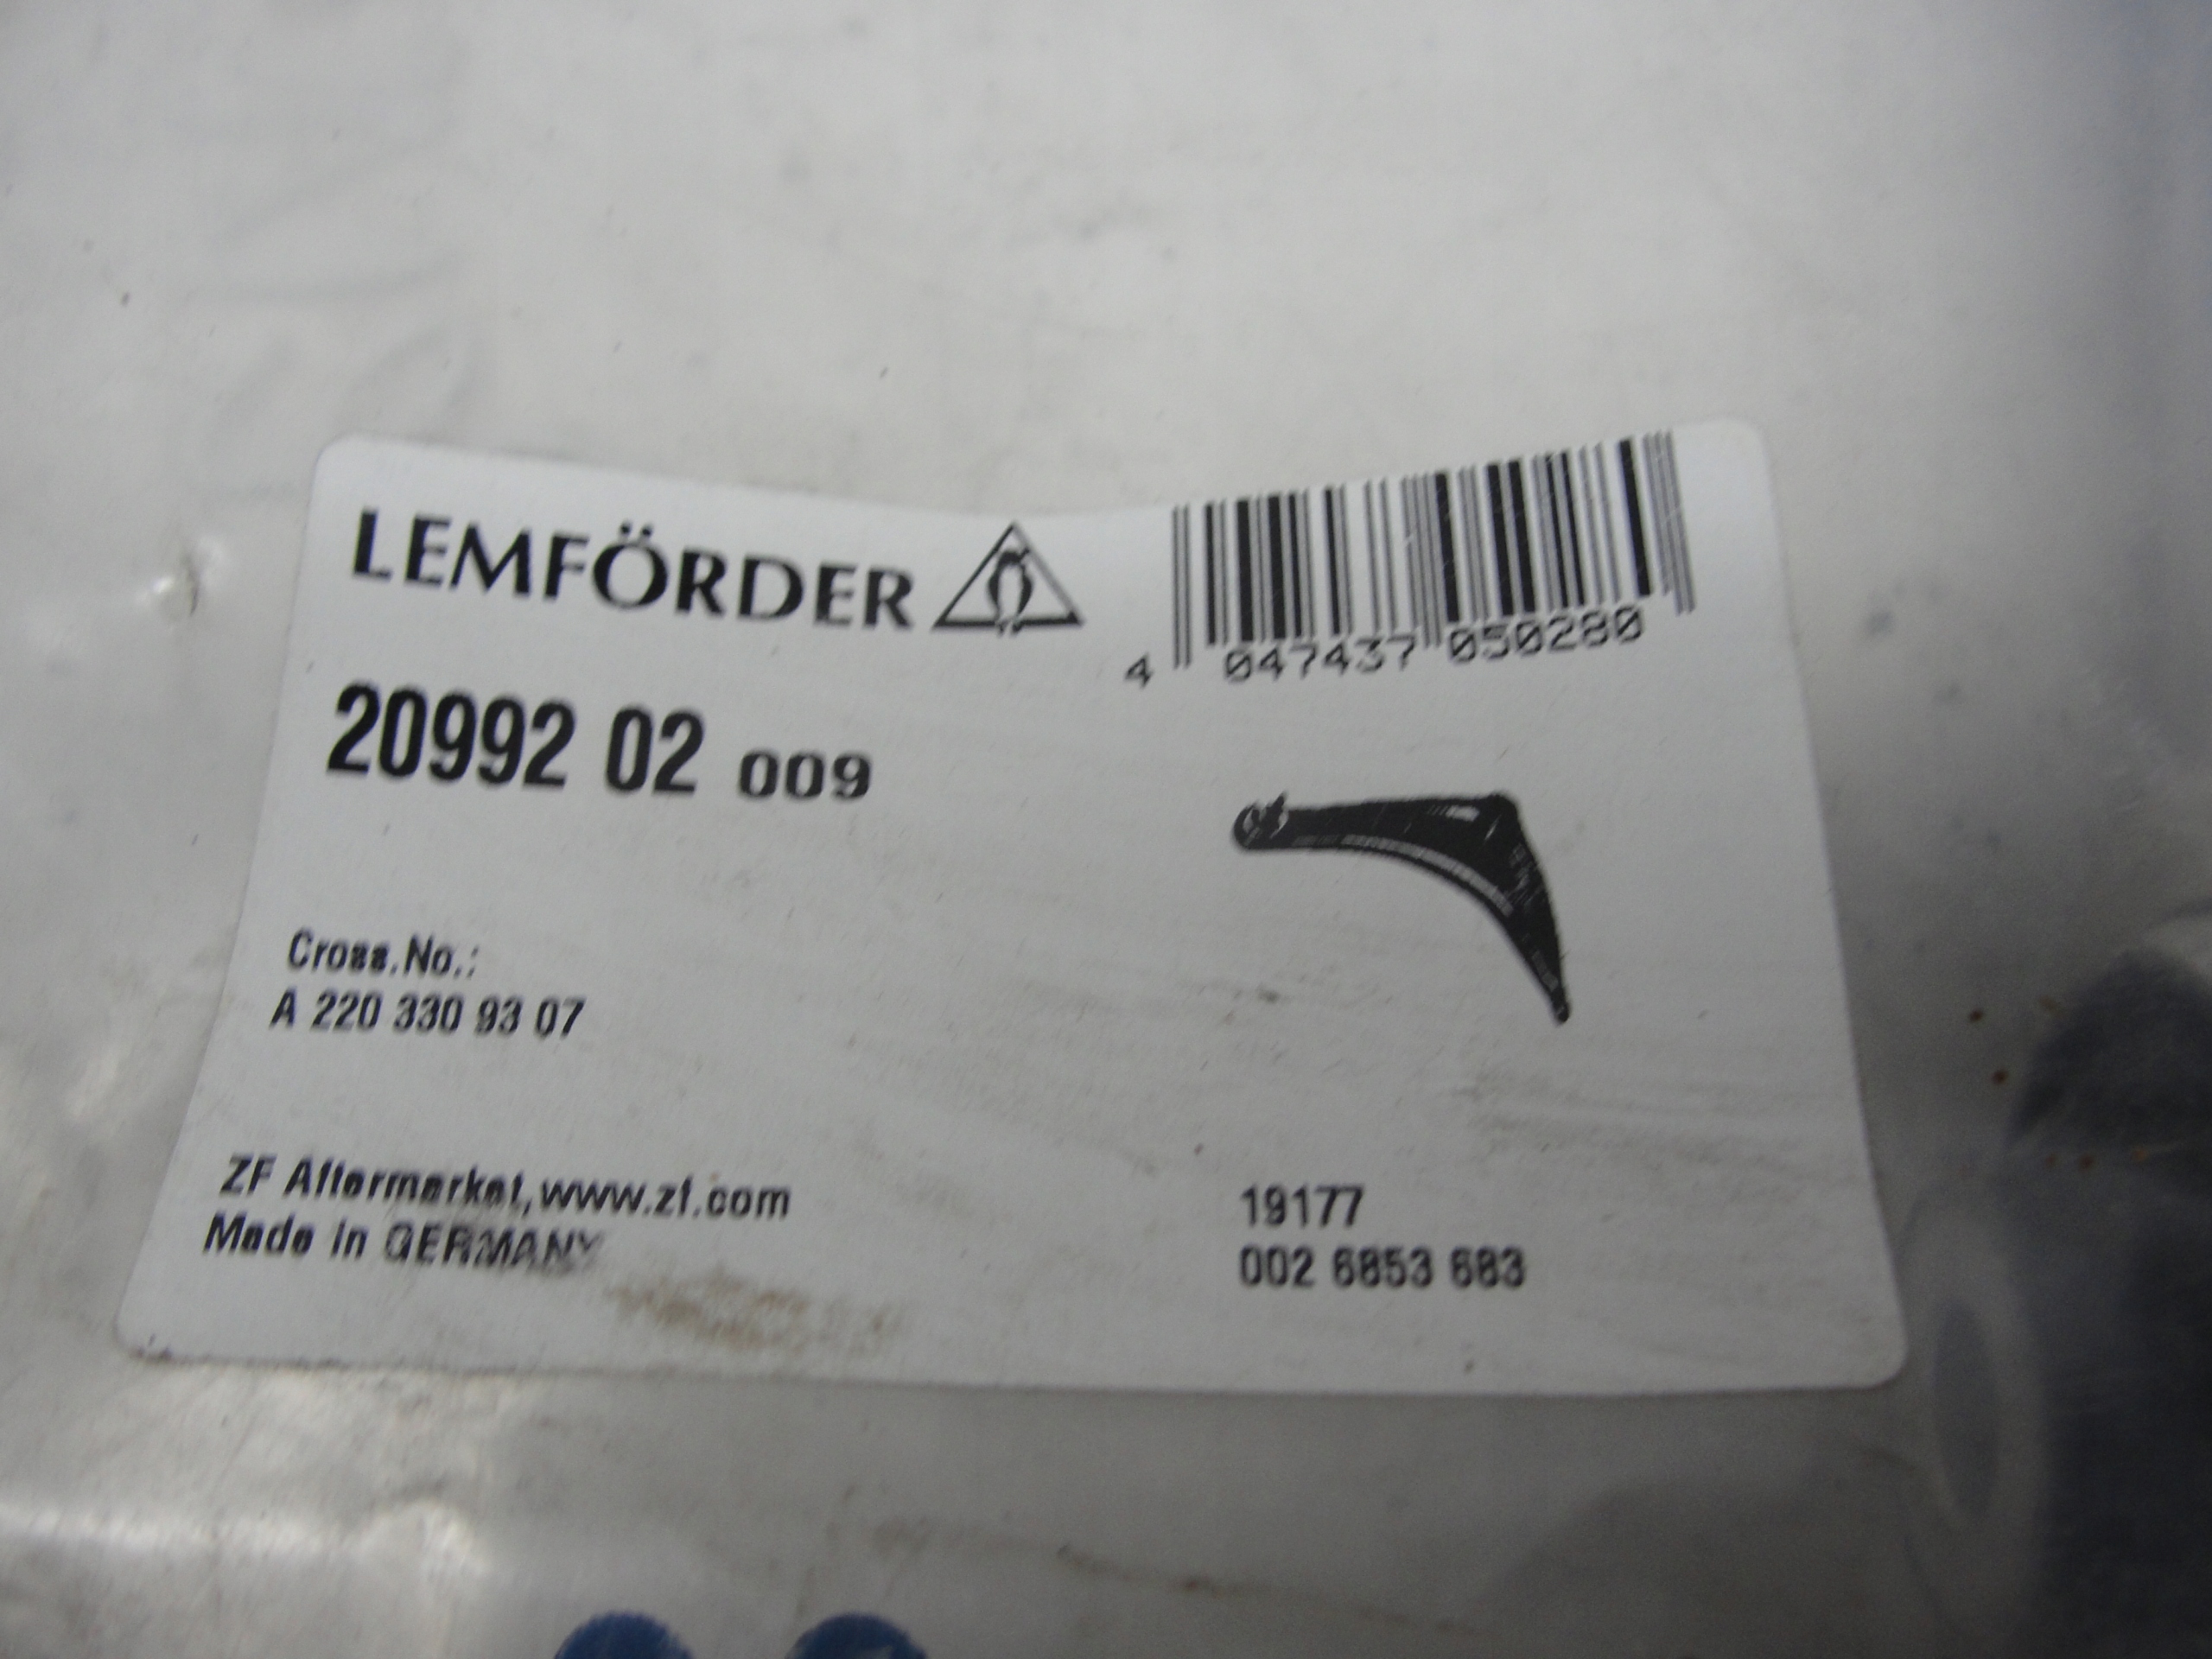 LEMFÖRDER
4 047437 050280
20992 02 009
Cross.No.:
A 220 330 93 07
ZF Aftermarket,www.zf.com
Made in GERMANY
19177
002 6853 683